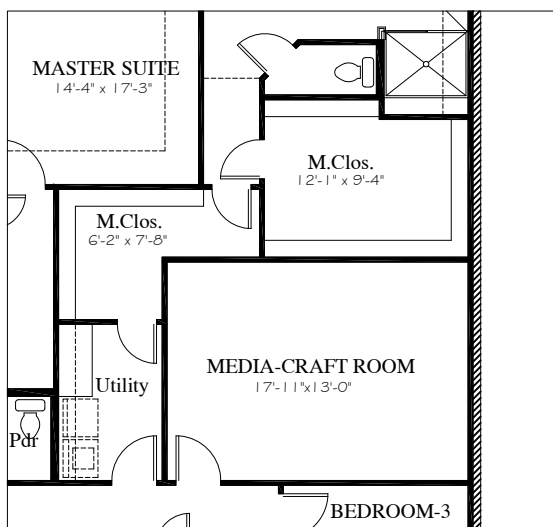 MASTER SUITE
14'-4" x 17'-3"
M.Clos.
12'-1" x 9'-4"
M.Clos.
6'-2" x 7'-8"
MEDIA-CRAFT ROOM
17'-11"x13'-0"
Utility
Pdr
BEDROOM-3